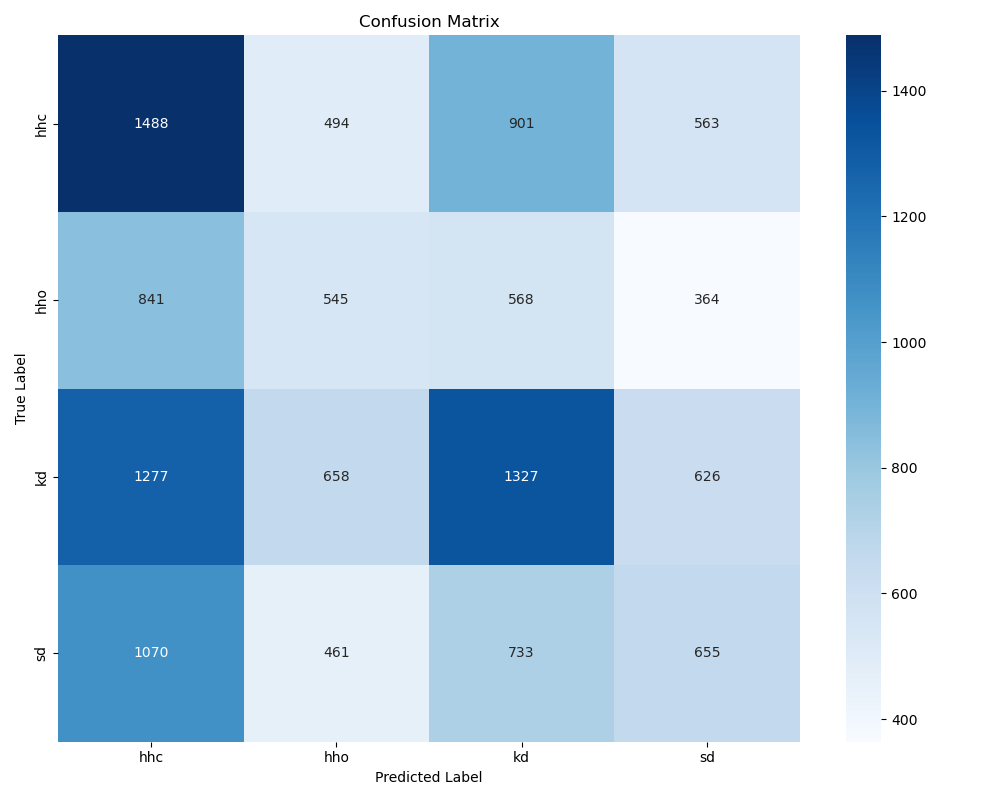 Confusion Matrix
hhc 1488 494 901 563
hho 841 545 568 364
kd 1277 658 1327 626
sd 1070 461 733 655
hhc hho kd sd
Predicted Label
True Label
1400
1200
1000
800
600
400